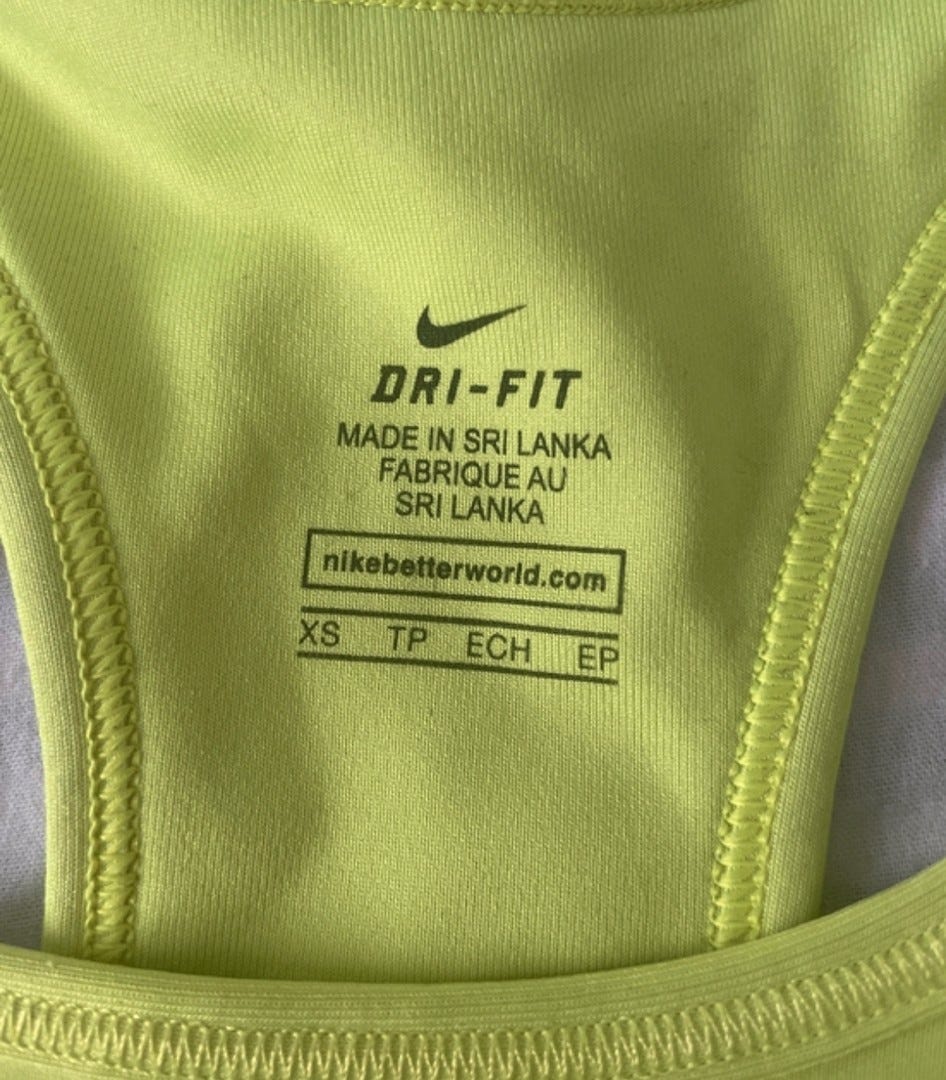 DRI-FIT
MADE IN SRI LANKA
FABRIQUE AU
SRI LANKA
nikebetterworld.com
XS TP ECH EP